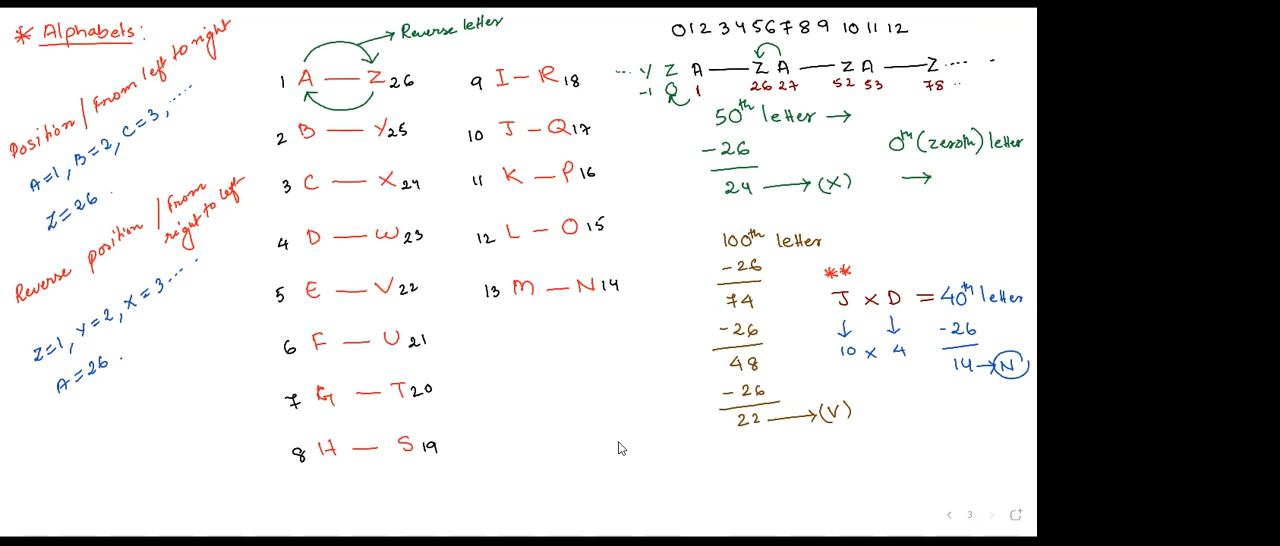 * Alphabets:
Position / From left to right
A=1, B=2, C=3, .....
Z=26
Reverse position / From
right to left
Z=1, Y=2, X=3....
A=26
Reverse letter
1 A — Z 26
2 B — Y 25
3 C — X 24
4 D — W 23
5 E — V 22
6 F — U 21
7 G — T 20
8 H — S 19
9 I — R 18
10 J — Q 17
11 K — P 16
12 L — O 15
13 M — N 14
0 1 2 3 4 5 6 7 8 9 10 11 12
... Y Z A — Z A — Z A — Z .... .
-1 0 1 26 27 52 53 78 ..
50th letter →
-26
24 → (X)
0th (zeroth) letter
→
100th letter
-26
74
-26
48
-26
22 → (V)
**
J x D = 40th letter
↓ ↓ -26
10 x 4 14 → N
< 3 >